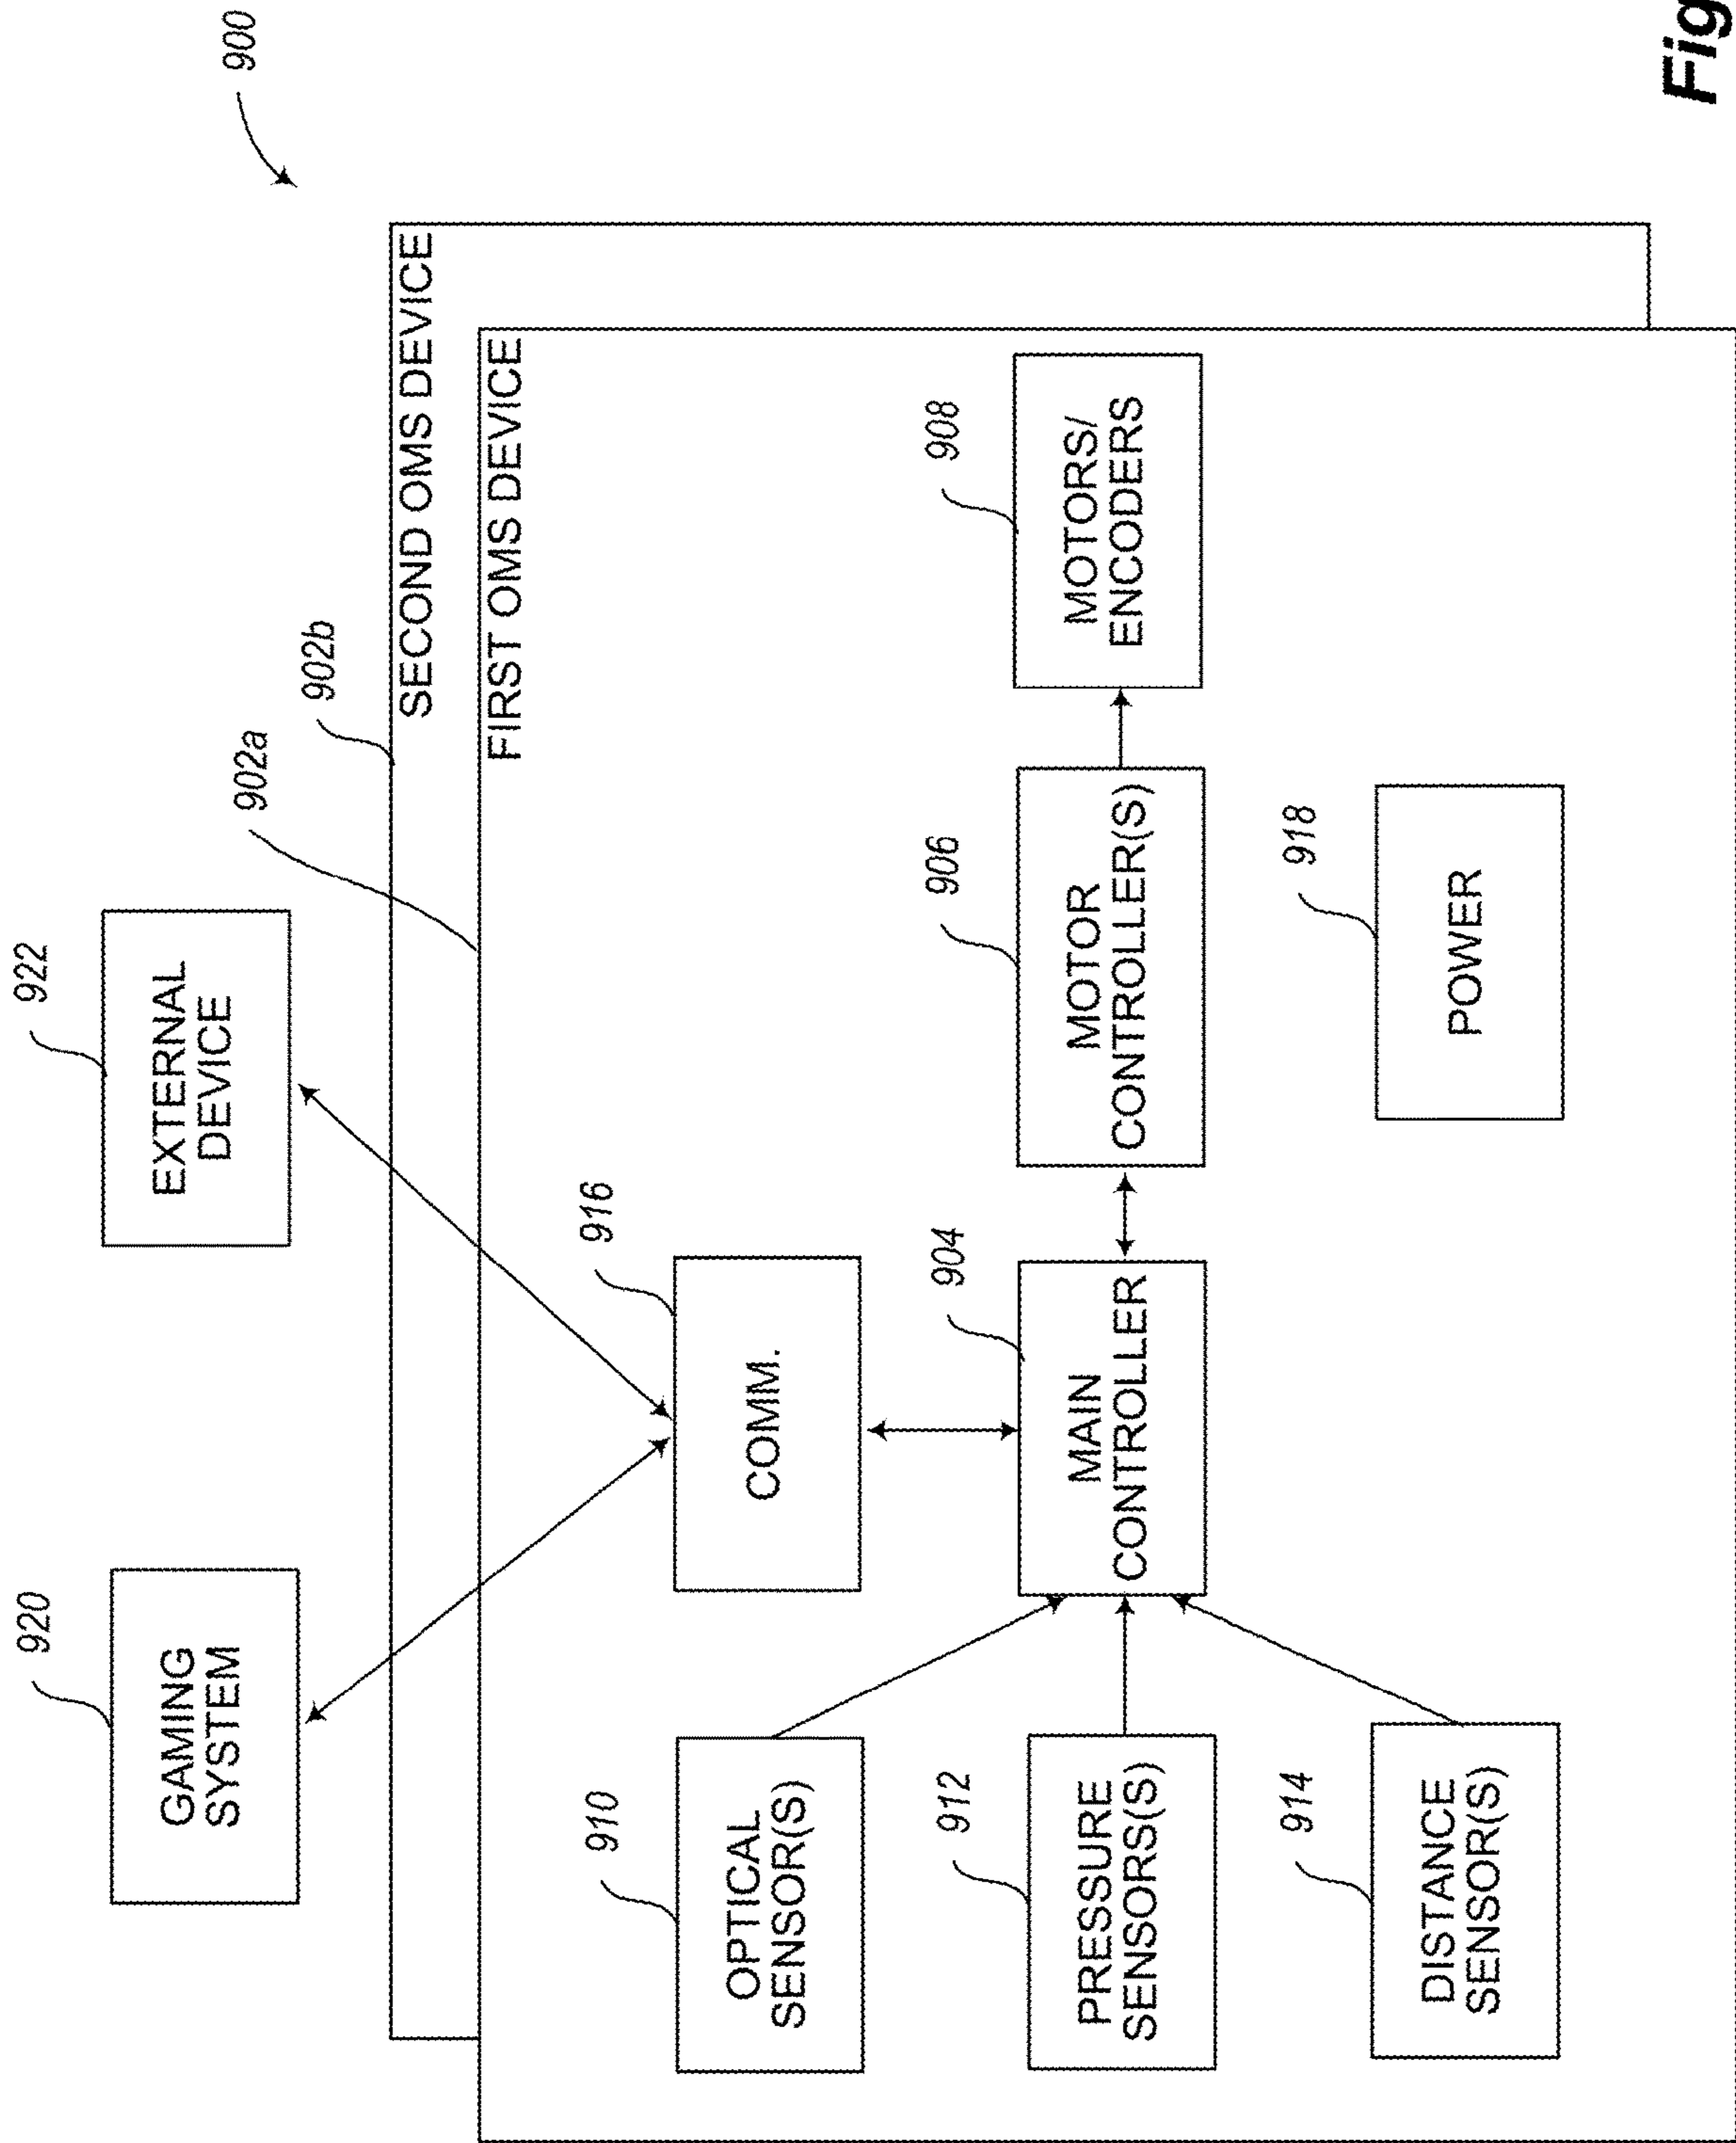 900
920
GAMING
SYSTEM
922
EXTERNAL
DEVICE
902a
902b
SECOND OMS DEVICE
FIRST OMS DEVICE
910
OPTICAL
SENSOR(S)
916
COMM.
912
PRESSURE
SENSORS(S)
904
MAIN
CONTROLLER
906
MOTOR
CONTROLLER(S)
908
MOTORS/
ENCODERS
914
DISTANCE
SENSOR(S)
918
POWER
Fig